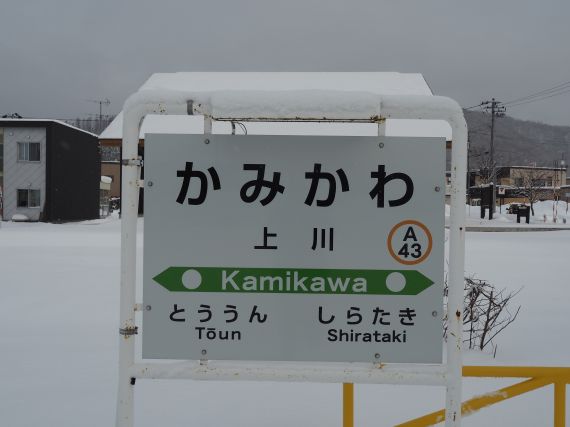 かみかわ
上川
A
43
Kamikawa
とううん しらたき
Tōun Shirataki